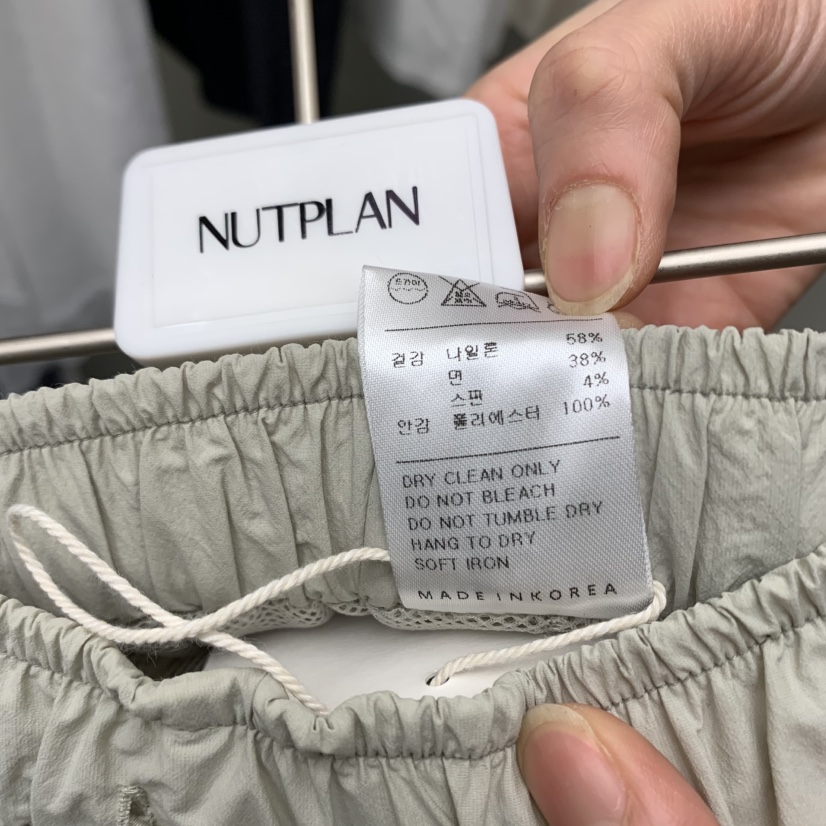 NUTPLAN
드라이
겉감 나일론 58%
면 38%
스판 4%
안감 폴리에스터 100%
DRY CLEAN ONLY
DO NOT BLEACH
DO NOT TUMBLE DRY
HANG TO DRY
SOFT IRON
MADE IN KOREA